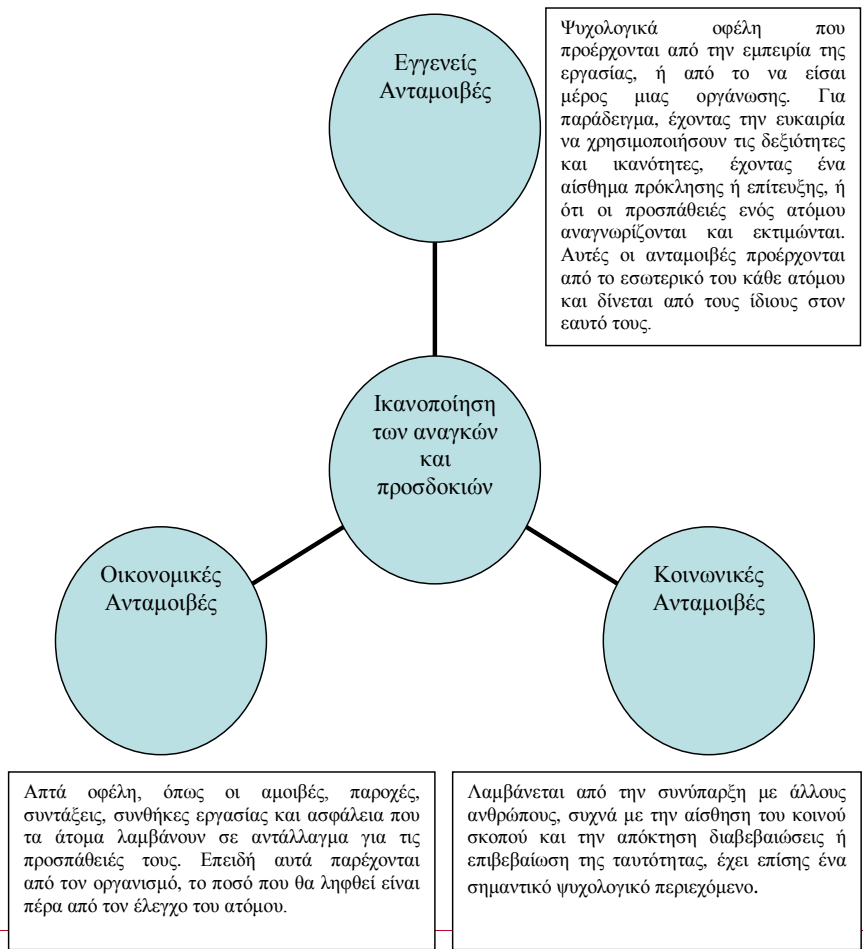 Εγγενείς
Ανταμοιβές
Ψυχολογικά οφέλη που
προέρχονται από την εμπειρία της
εργασίας, ή από το να είσαι
μέρος μιας οργάνωσης. Για
παράδειγμα, έχοντας την ευκαιρία
να χρησιμοποιήσουν τις δεξιότητες
και ικανότητες, έχοντας ένα
αίσθημα πρόκλησης ή επίτευξης, ή
ότι οι προσπάθειές ενός ατόμου
αναγνωρίζονται και εκτιμώνται.
Αυτές οι ανταμοιβές προέρχονται
από το εσωτερικό του κάθε ατόμου
και δίνεται από τους ίδιους στον
εαυτό τους.
Ικανοποίηση
των αναγκών
και
προσδοκιών
Οικονομικές
Ανταμοιβές
Κοινωνικές
Ανταμοιβές
Απτά οφέλη, όπως οι αμοιβές, παροχές,
συντάξεις, συνθήκες εργασίας και ασφάλεια που
τα άτομα λαμβάνουν σε αντάλλαγμα για τις
προσπάθειές τους. Επειδή αυτά παρέχονται
από τον οργανισμό, το ποσό που θα ληφθεί είναι
πέρα από τον έλεγχο του ατόμου.
Λαμβάνεται από την συνύπαρξη με άλλους
ανθρώπους, συχνά με την αίσθηση του κοινού
σκοπού και την απόκτηση διαβεβαιώσεις ή
επιβεβαίωση της ταυτότητας, έχει επίσης ένα
σημαντικό ψυχολογικό περιεχόμενο.